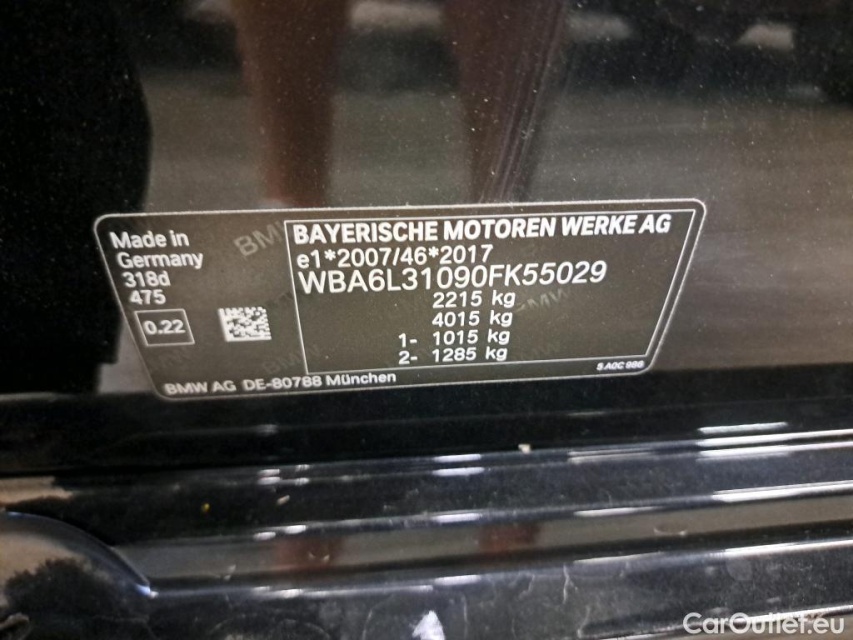 Made in
Germany
318d
475
0.22
BAYERISCHE MOTOREN WERKE AG
e1*2007/46*2017
WBA6L31090FK55029
2215 kg
4015 kg
1- 1015 kg
2- 1285 kg
BMW AG DE-80788 München
CarOutlet.eu